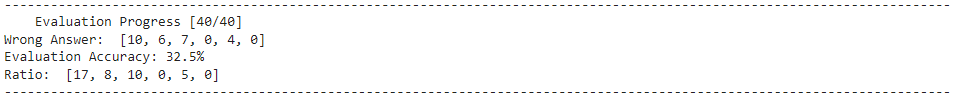 Evaluation Progress [40/40]
Wrong Answer:  [10, 6, 7, 0, 4, 0]
Evaluation Accuracy: 32.5%
Ratio:  [17, 8, 10, 0, 5, 0]